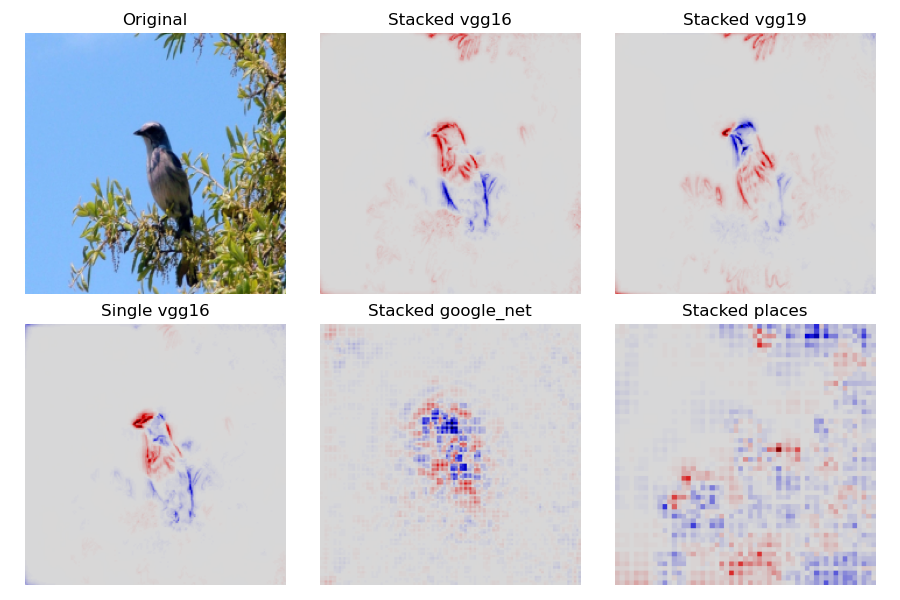 Original
Stacked vgg16
Stacked vgg19
Single vgg16
Stacked google_net
Stacked places